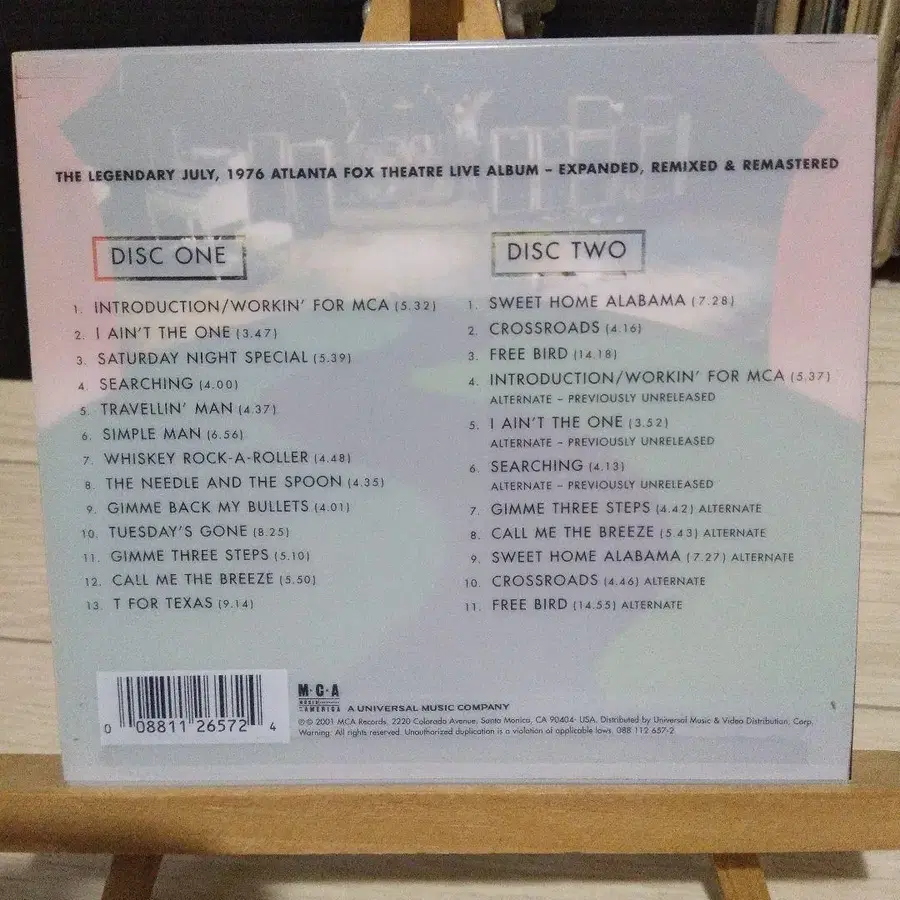 THE LEGENDARY JULY, 1976 ATLANTA FOX THEATRE LIVE ALBUM – EXPANDED, REMIXED & REMASTERED
DISC ONE
1. INTRODUCTION/WORKIN' FOR MCA (5.32)
2. I AIN'T THE ONE (3.47)
3. SATURDAY NIGHT SPECIAL (5.39)
4. SEARCHING (4.00)
5. TRAVELLIN' MAN (4.37)
6. SIMPLE MAN (6.56)
7. WHISKEY ROCK-A-ROLLER (4.48)
8. THE NEEDLE AND THE SPOON (4.35)
9. GIMME BACK MY BULLETS (4.01)
10. TUESDAY'S GONE (8.25)
11. GIMME THREE STEPS (5.10)
12. CALL ME THE BREEZE (5.50)
13. T FOR TEXAS (9.14)
DISC TWO
1. SWEET HOME ALABAMA (7.28)
2. CROSSROADS (4.16)
3. FREE BIRD (14.18)
4. INTRODUCTION/WORKIN' FOR MCA (5.37)
ALTERNATE – PREVIOUSLY UNRELEASED
5. I AIN'T THE ONE (3.52)
ALTERNATE – PREVIOUSLY UNRELEASED
6. SEARCHING (4.13)
ALTERNATE – PREVIOUSLY UNRELEASED
7. GIMME THREE STEPS (4.42) ALTERNATE
8. CALL ME THE BREEZE (5.43) ALTERNATE
9. SWEET HOME ALABAMA (7.27) ALTERNATE
10. CROSSROADS (4.46) ALTERNATE
11. FREE BIRD (14.55) ALTERNATE
0 08811 26572 4
M·C·A
MUSIC
AMERICA
A UNIVERSAL MUSIC COMPANY
℗© 2001 MCA Records, 2220 Colorado Avenue, Santa Monica, CA 90404- USA. Distributed by Universal Music & Video Distribution, Corp.
Warning: All rights reserved. Unauthorized duplication is a violation of applicable laws. 088 112 657-2